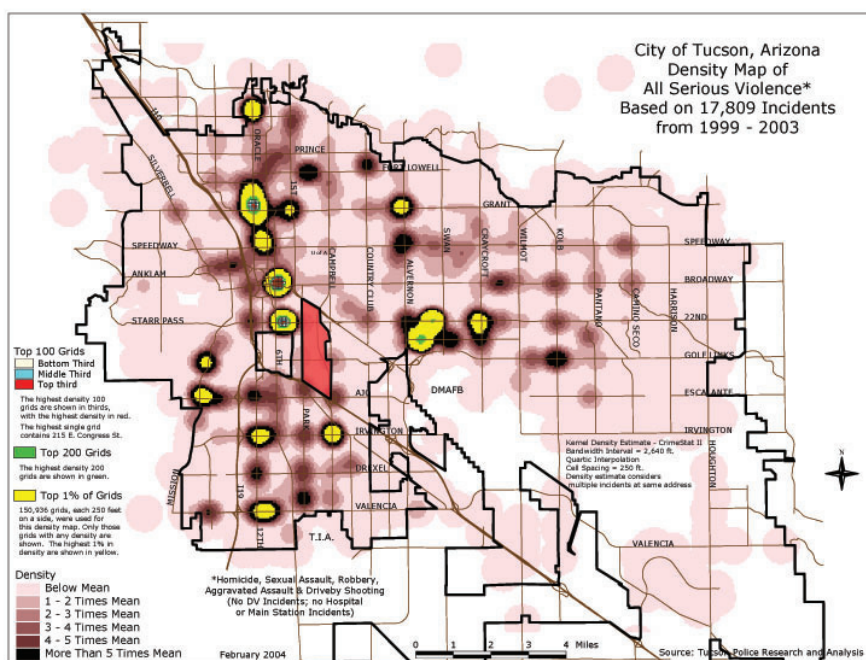 City of Tucson, Arizona
Density Map of
All Serious Violence*
Based on 17,809 Incidents
from 1999 - 2003
I10
ORACLE
PRINCE
SILVERBELL
1ST
FORT LOWELL
GRANT
SPEEDWAY
U of A
CAMPBELL
COUNTRY CLUB
ALVERNON
SWAN
CRAYCROFT
WILMOT
KOLB
SPEEDWAY
ANKLAM
BROADWAY
PANTANO
CAMINO SECO
HARRISON
STARR PASS
22ND
6TH
GOLF LINKS
Top 100 Grids
Bottom Third
Middle Third
Top third
The highest density 100
grids are shown in thirds,
with the highest density in red.
The highest single grid
contains 215 E. Congress St.
Top 200 Grids
The highest density 200
grids are shown in green.
Top 1% of Grids
150,936 grids, each 250 feet
on a side, were used for
this density map. Only those
grids with any density are
shown. The highest 1% in
density are shown in yellow.
AJO
DMAFB
ESCALANTE
PARK
IRVINGTON
IRVINGTON
Kernel Density Estimate - CrimeStat II
Bandwidth Interval = 2,640 ft.
Quartic Interpolation
Cell Spacing = 250 ft.
Density estimate considers
multiple incidents at same address
HOUGHTON
MISSION
DREXEL
I19
VALENCIA
12TH
T.I.A.
VALENCIA
Density
Below Mean
1 - 2 Times Mean
2 - 3 Times Mean
3 - 4 Times Mean
4 - 5 Times Mean
More Than 5 Times Mean
*Homicide, Sexual Assault, Robbery,
Aggravated Assault & Driveby Shooting
(No DV Incidents; no Hospital
or Main Station Incidents)
February 2004
0 1 2 3 4 Miles
Source: Tucson Police Research and Analysis